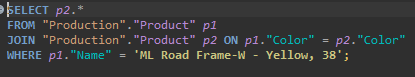 SELECT p2.*
FROM "Production"."Product" p1
JOIN "Production"."Product" p2 ON p1."Color" = p2."Color"
WHERE p1."Name" = 'ML Road Frame-W - Yellow, 38';